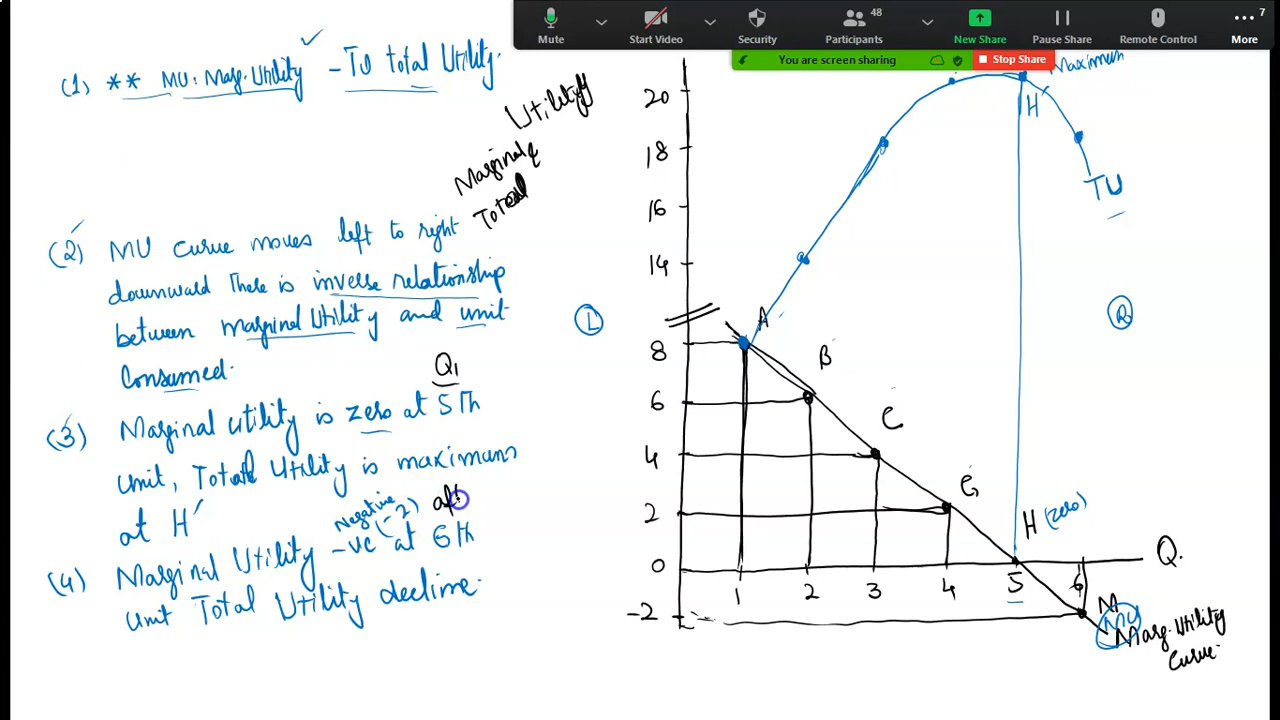 Mute
Start Video
Security
48
Participants
New Share
Pause Share
Remote Control
7
More
You are screen sharing
Stop Share
(1) ** MU: Marg. Utility - TU total Utility.
Utility
Marginal &
Total
(2) MU curve moves left to right
downward There is inverse relationship
between marginal Utility and unit
Consumed.
Q1
(3) Marginal utility is zero at 5Th
unit, Total Utility is maximum
at H'
Negative (-2)
(4) Marginal Utility -ve at 6th
unit Total Utility decline.
L
R
Maximum
H'
TU
20
18
16
14
8
6
4
2
0
-2
A
B
C
G
H (zero)
Q.
1 2 3 4 5 6
M
MU
Marg. Utility
Curve